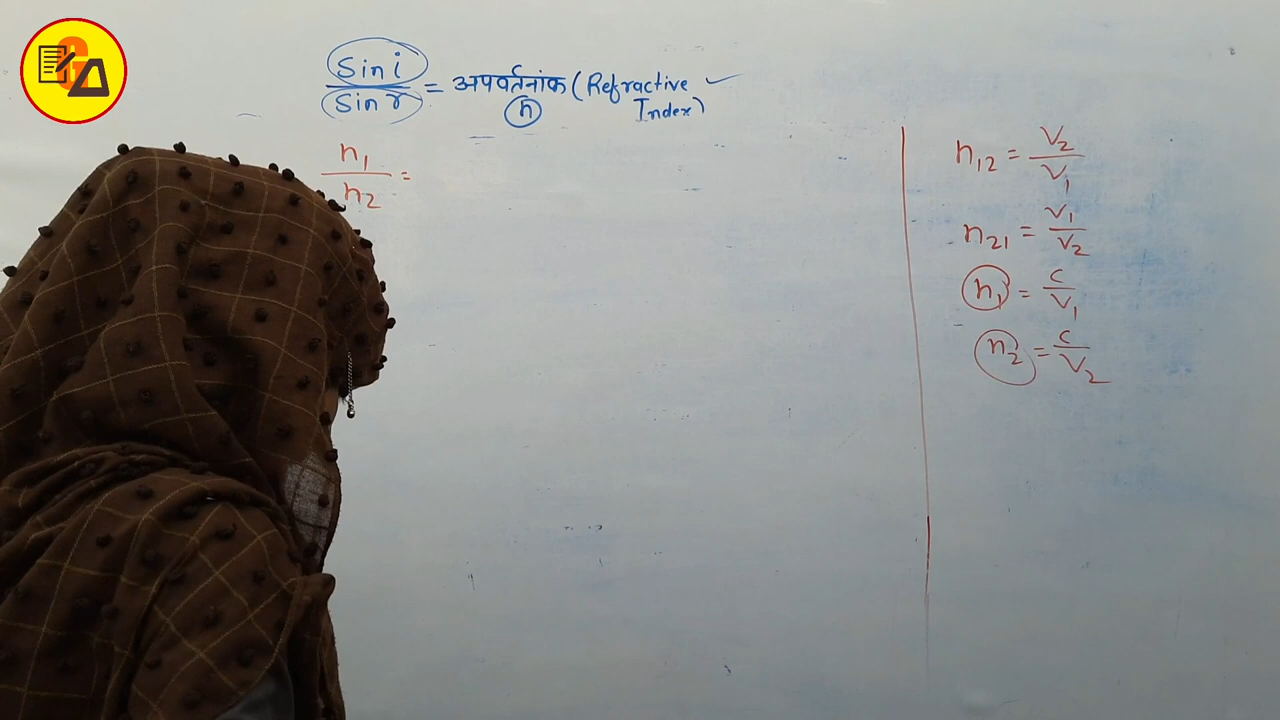 Sin i / Sin r = अपवर्तनांक (Refractive Index) ✓
n
n₁ / n₂ =
n₁₂ = V₂ / V₁
n₂₁ = V₁ / V₂
n₁ = c / V₁
n₂ = c / V₂